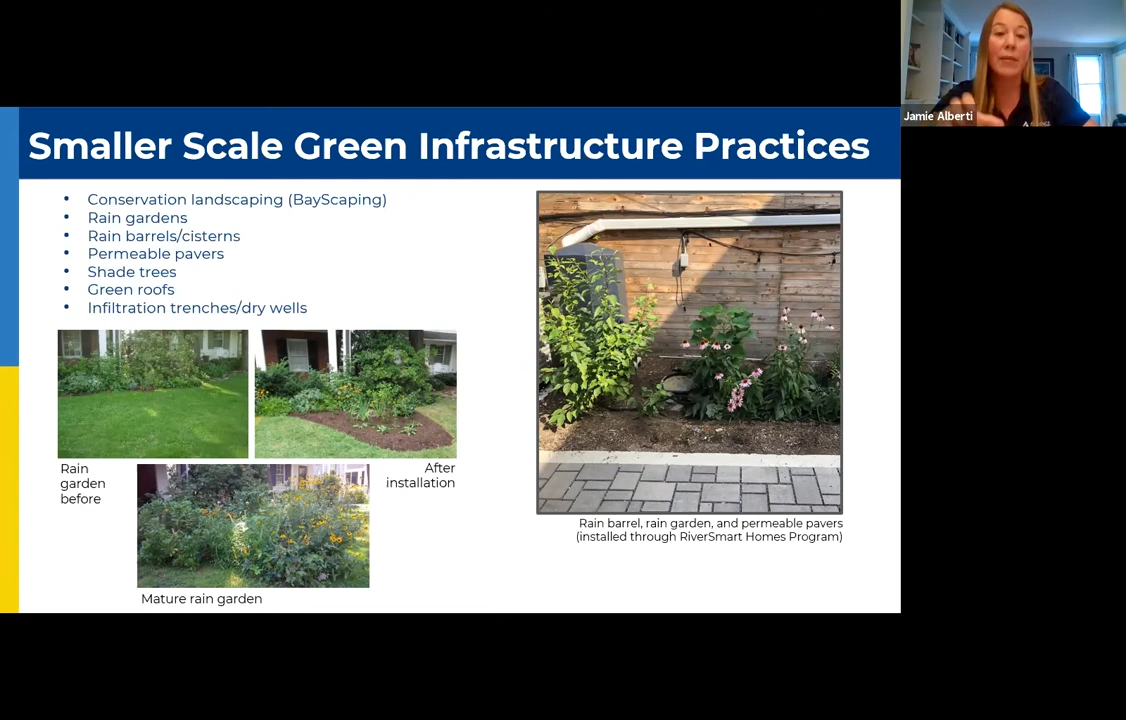 Jamie Alberti
Smaller Scale Green Infrastructure Practices
• Conservation landscaping (BayScaping)
• Rain gardens
• Rain barrels/cisterns
• Permeable pavers
• Shade trees
• Green roofs
• Infiltration trenches/dry wells
Rain
garden
before
After
installation
Mature rain garden
Rain barrel, rain garden, and permeable pavers
(installed through RiverSmart Homes Program)